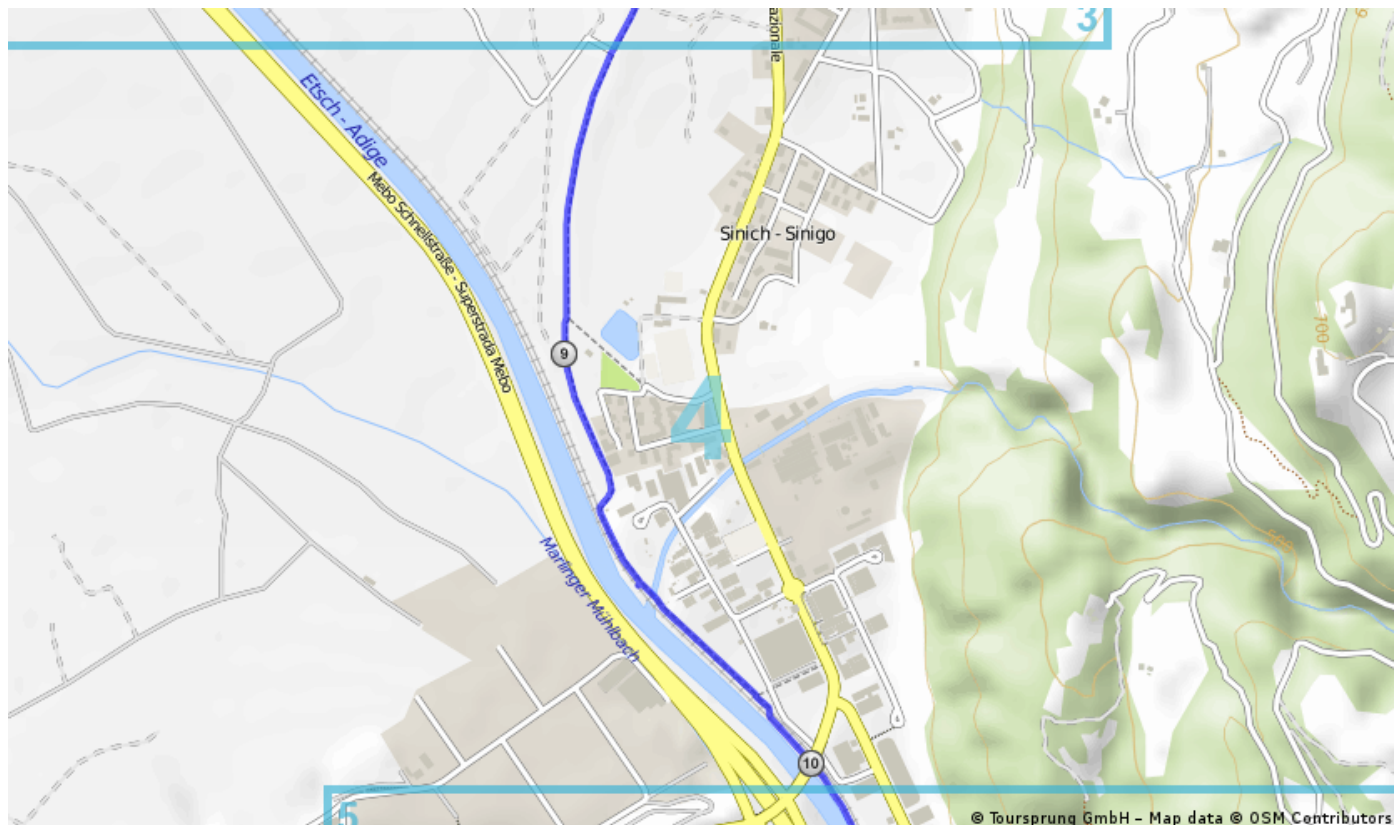 3
azionale
Etsch - Adige
Mebo Schnellstraße - Superstrada Mebo
Sinich - Sinigo
700
9
4
Marlinger Mühlbach
10
5
© Toursprung GmbH – Map data © OSM Contributors